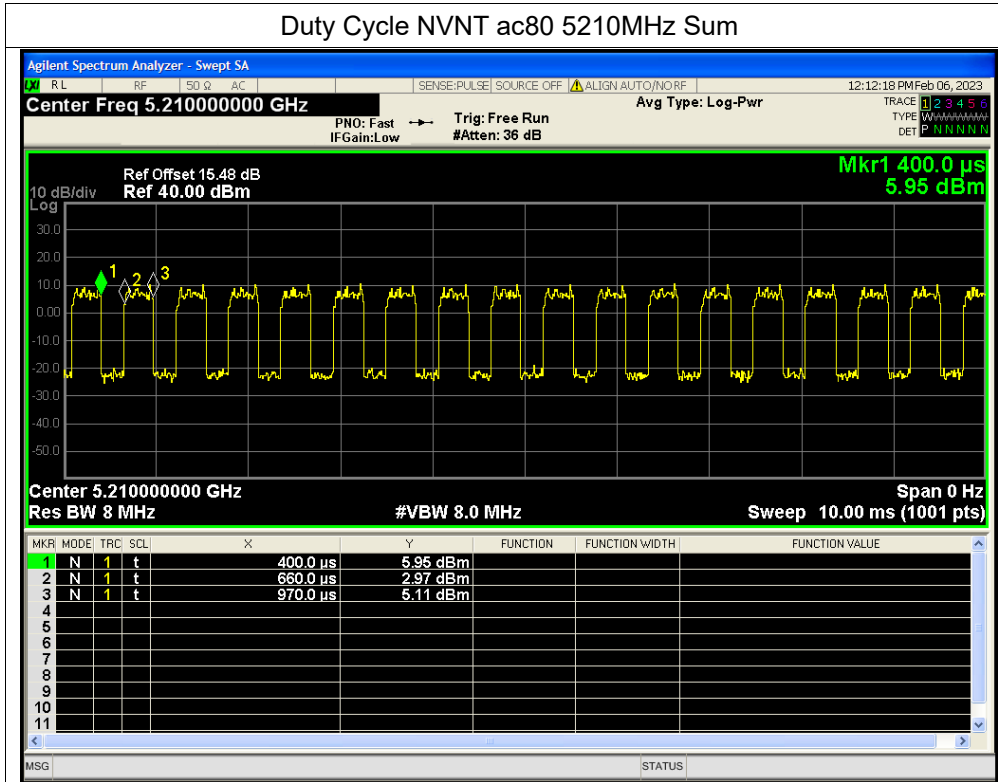 Duty Cycle NVNT ac80 5210MHz Sum
Agilent Spectrum Analyzer - Swept SA
LXI RL RF 50 Ω AC SENSE:PULSE SOURCE OFF ALIGN AUTO/NO RF 12:12:18 PM Feb 06, 2023
Center Freq 5.210000000 GHz Avg Type: Log-Pwr TRACE 1 2 3 4 5 6
PNO: Fast Trig: Free Run TYPE WWWWWW
IFGain:Low #Atten: 36 dB DET P N N N N N
Mkr1 400.0 µs
Ref Offset 15.48 dB
10 dB/div Ref 40.00 dBm 5.95 dBm
Log
30.0
20.0
1 2 3
10.0
0.00
-10.0
-20.0
-30.0
-40.0
-50.0
Center 5.210000000 GHz Span 0 Hz
Res BW 8 MHz #VBW 8.0 MHz Sweep 10.00 ms (1001 pts)
MKR MODE TRC SCL X Y FUNCTION FUNCTION WIDTH FUNCTION VALUE
1 N 1 t 400.0 µs 5.95 dBm
2 N 1 t 660.0 µs 2.97 dBm
3 N 1 t 970.0 µs 5.11 dBm
4
5
6
7
8
9
10
11
MSG STATUS